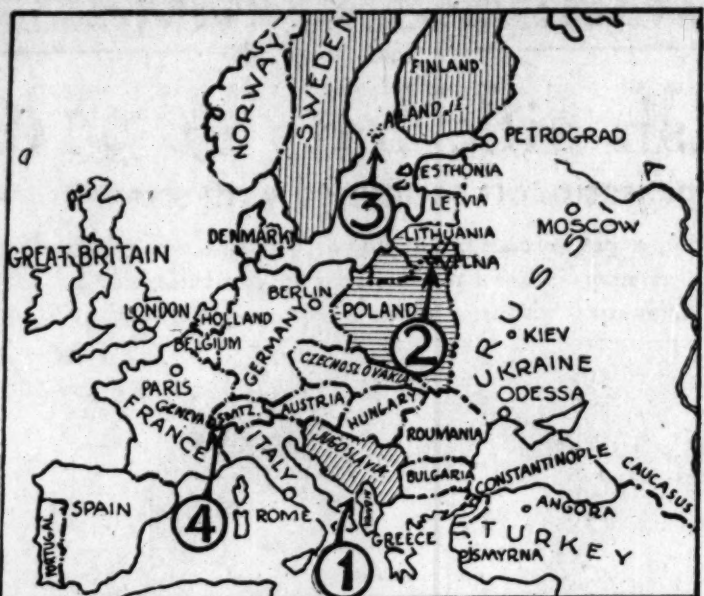 NORWAY
SWEDEN
FINLAND
ALAND IS.
PETROGRAD
ESTHONIA
LETVIA
MOSCOW
RUSSIA
3
DENMARK
LITHUANIA
VILNA
GREAT BRITAIN
BERLIN
POLAND
LONDON
HOLLAND
BELGIUM
GERMANY
2
KIEV
UKRAINE
CZECHOSLOVAKIA
PARIS
ODESSA
FRANCE
GENEVA
SWITZ.
AUSTRIA
HUNGARY
ROUMANIA
ITALY
JUGOSLAVIA
BULGARIA
CONSTANTINOPLE
CAUCASUS
4
SPAIN
PORTUGAL
ROME
1
GREECE
ANGORA
TURKEY
SMYRNA